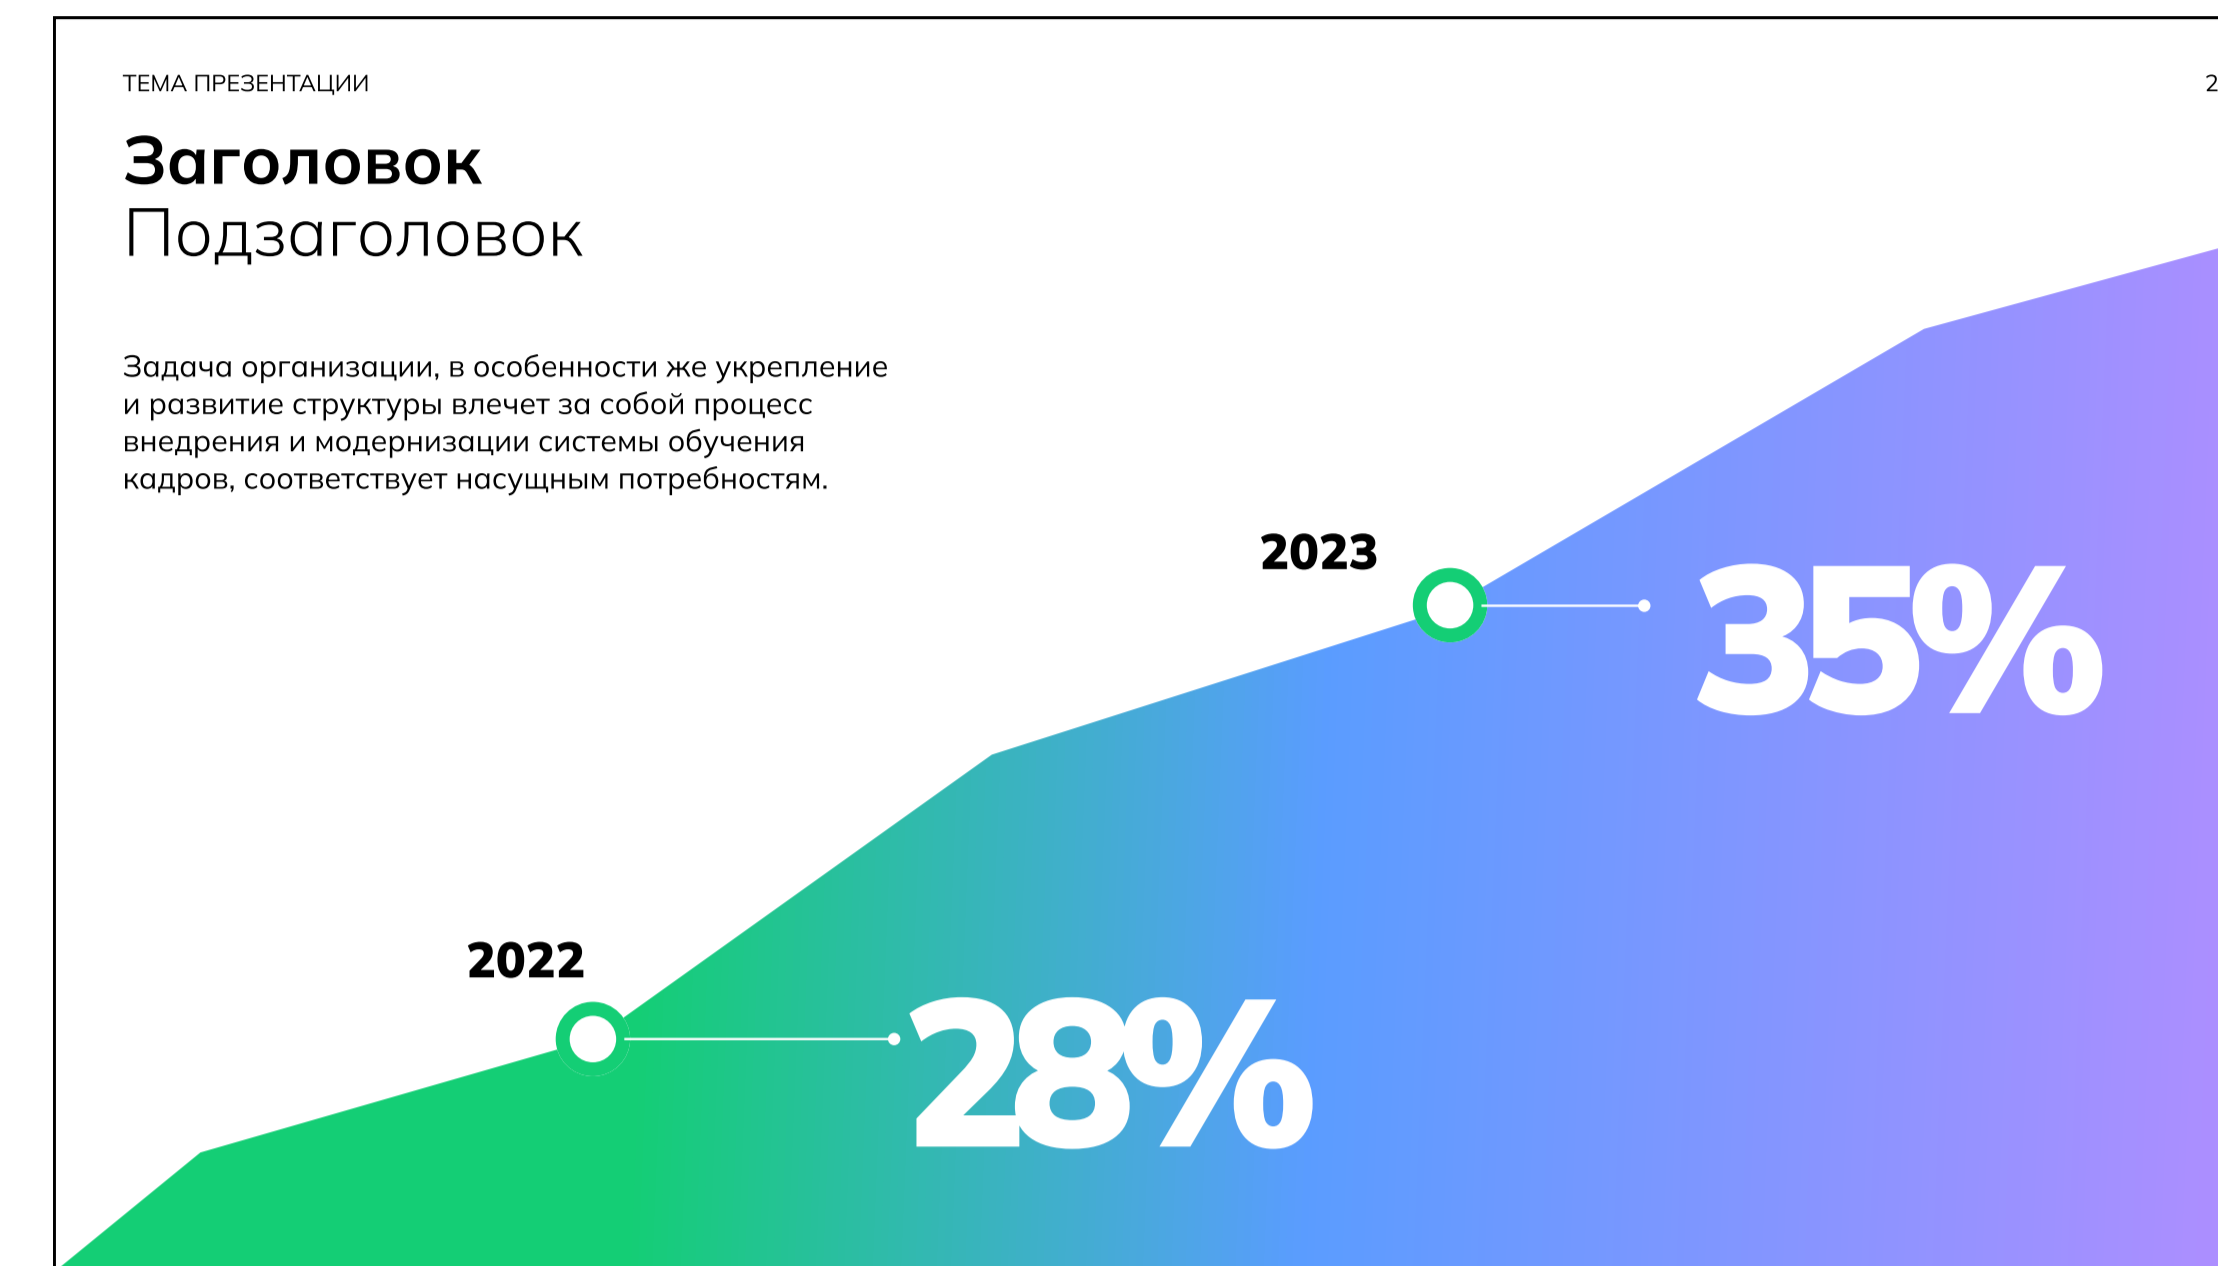 ТЕМА ПРЕЗЕНТАЦИИ
2
Заголовок
Подзаголовок
Задача организации, в особенности же укрепление
и развитие структуры влечет за собой процесс
внедрения и модернизации системы обучения
кадров, соответствует насущным потребностям.
2023
35%
2022
28%